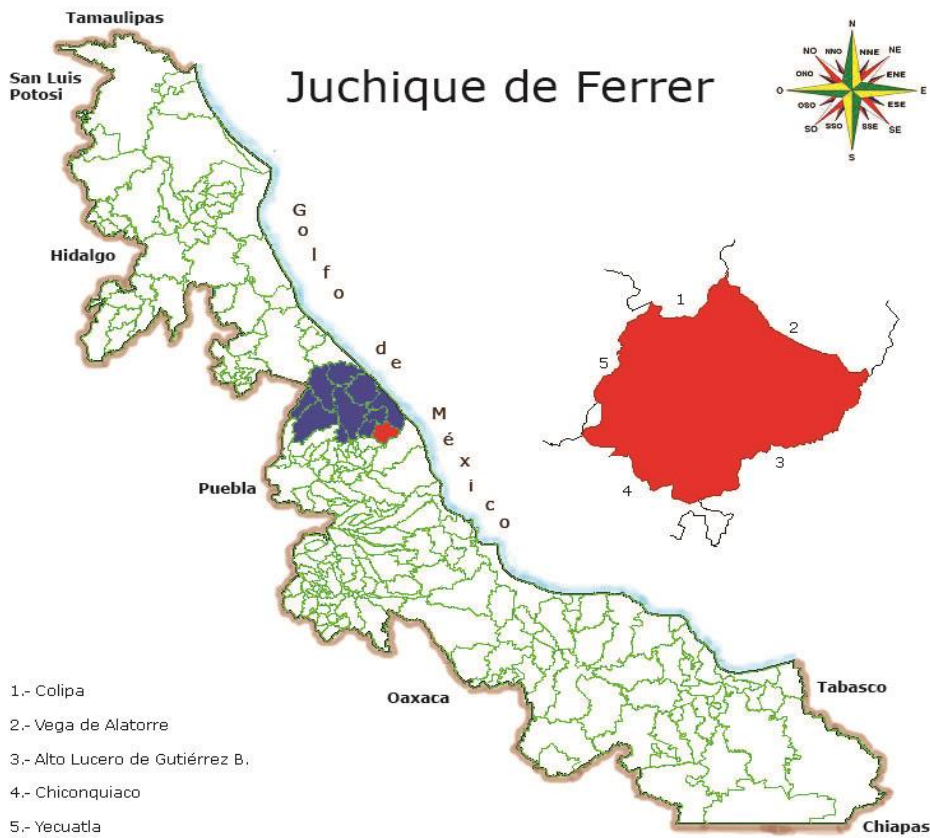 Tamaulipas
San Luis
Potosi
Juchique de Ferrer
N
NNO
NNE
NO
NE
ONO
ENE
O
E
OSO
ESE
SO
SSO
SSE
SE
S
Golfo de México
Hidalgo
1
2
5
3
4
Puebla
Oaxaca
Tabasco
Chiapas
1.- Colipa
2.- Vega de Alatorre
3.- Alto Lucero de Gutiérrez B.
4.- Chiconquiaco
5.- Yecuatla